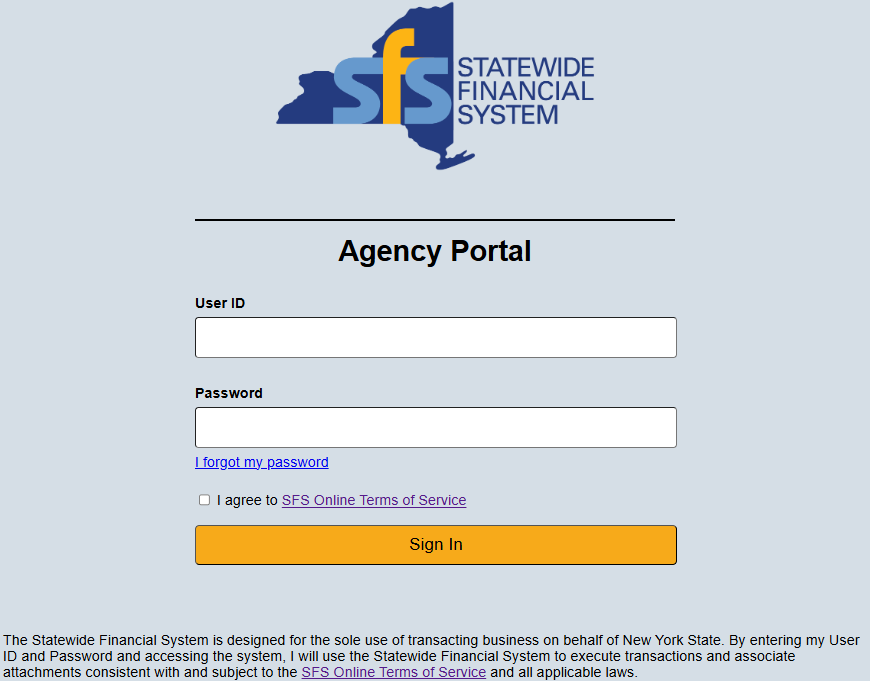 sfs
STATEWIDE
FINANCIAL
SYSTEM
Agency Portal
User ID
Password
I forgot my password
I agree to SFS Online Terms of Service
Sign In
The Statewide Financial System is designed for the sole use of transacting business on behalf of New York State. By entering my User
ID and Password and accessing the system, I will use the Statewide Financial System to execute transactions and associate
attachments consistent with and subject to the SFS Online Terms of Service and all applicable laws.